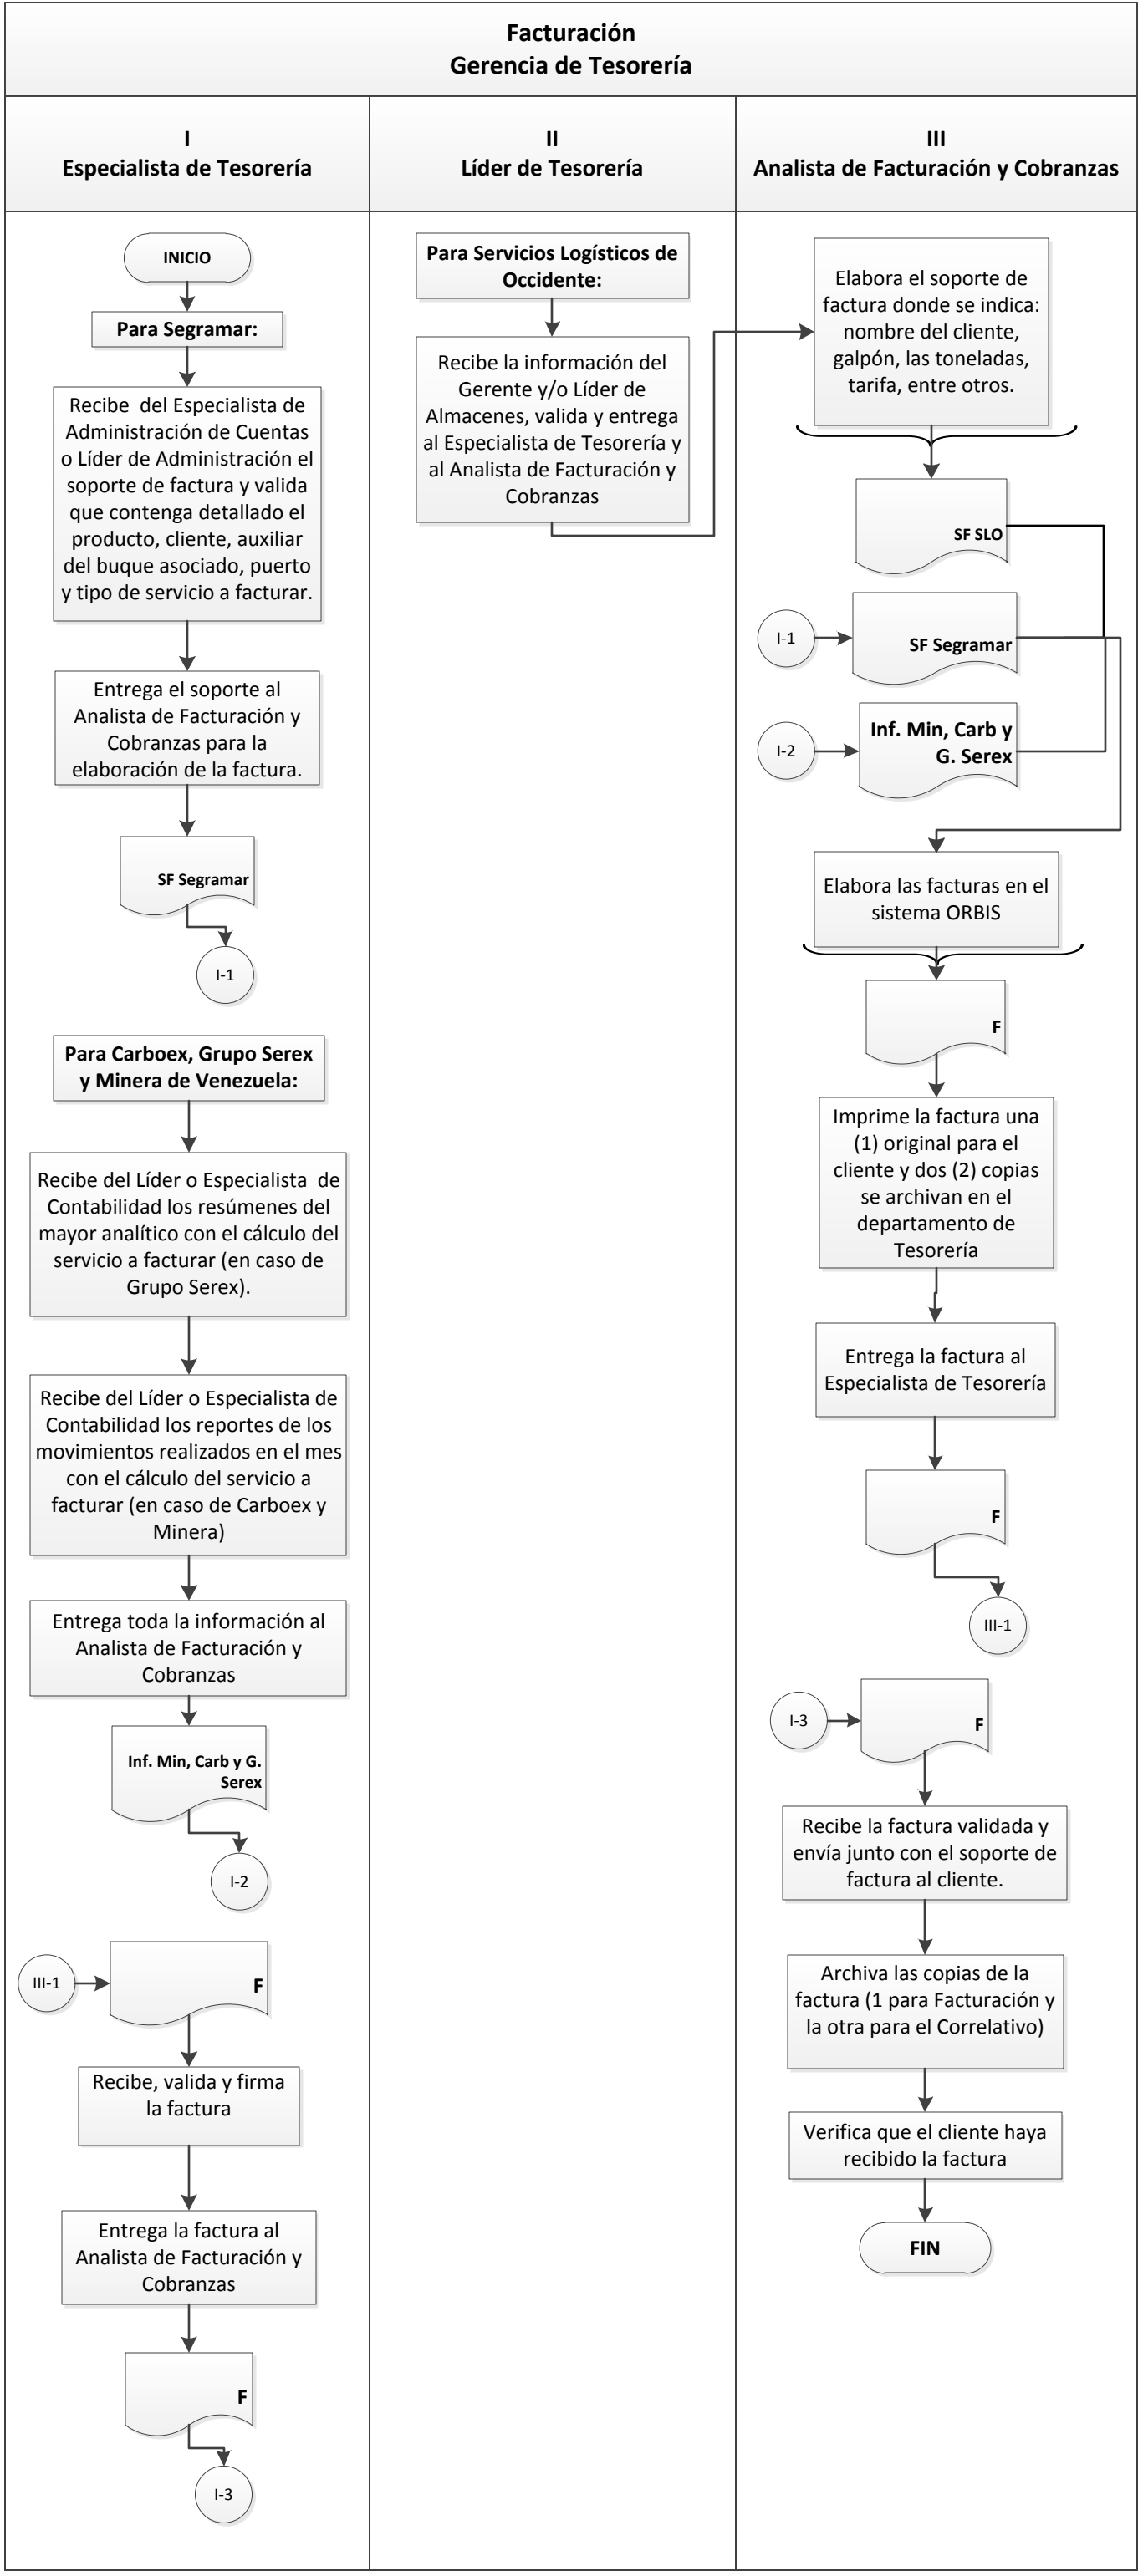 Facturación
Gerencia de Tesorería
I
Especialista de Tesorería
II
Líder de Tesorería
III
Analista de Facturación y Cobranzas
INICIO
Para Segramar:
Recibe  del Especialista de
Administración de Cuentas
o Líder de Administración el
soporte de factura y valida
que contenga detallado el
producto, cliente, auxiliar
del buque asociado, puerto
y tipo de servicio a facturar.
Entrega el soporte al
Analista de Facturación y
Cobranzas para la
elaboración de la factura.
SF Segramar
I-1
Para Carboex, Grupo Serex
y Minera de Venezuela:
Recibe del Líder o Especialista  de
Contabilidad los resúmenes del
mayor analítico con el cálculo del
servicio a facturar (en caso de
Grupo Serex).
Recibe del Líder o Especialista de
Contabilidad los reportes de los
movimientos realizados en el mes
con el cálculo del servicio a
facturar (en caso de Carboex y
Minera)
Entrega toda la información al
Analista de Facturación y
Cobranzas
Inf. Min, Carb y G.
Serex
I-2
III-1
F
Recibe, valida y firma
la factura
Entrega la factura al
Analista de Facturación y
Cobranzas
F
I-3
Para Servicios Logísticos de
Occidente:
Recibe la información del
Gerente y/o Líder de
Almacenes, valida y entrega
al Especialista de Tesorería y
al Analista de Facturación y
Cobranzas
Elabora el soporte de
factura donde se indica:
nombre del cliente,
galpón, las toneladas,
tarifa, entre otros.
SF SLO
I-1
SF Segramar
I-2
Inf. Min, Carb y
G. Serex
Elabora las facturas en el
sistema ORBIS
F
Imprime la factura una
(1) original para el
cliente y dos (2) copias
se archivan en el
departamento de
Tesorería
Entrega la factura al
Especialista de Tesorería
F
III-1
I-3
F
Recibe la factura validada y
envía junto con el soporte de
factura al cliente.
Archiva las copias de la
factura (1 para Facturación y
la otra para el Correlativo)
Verifica que el cliente haya
recibido la factura
FIN